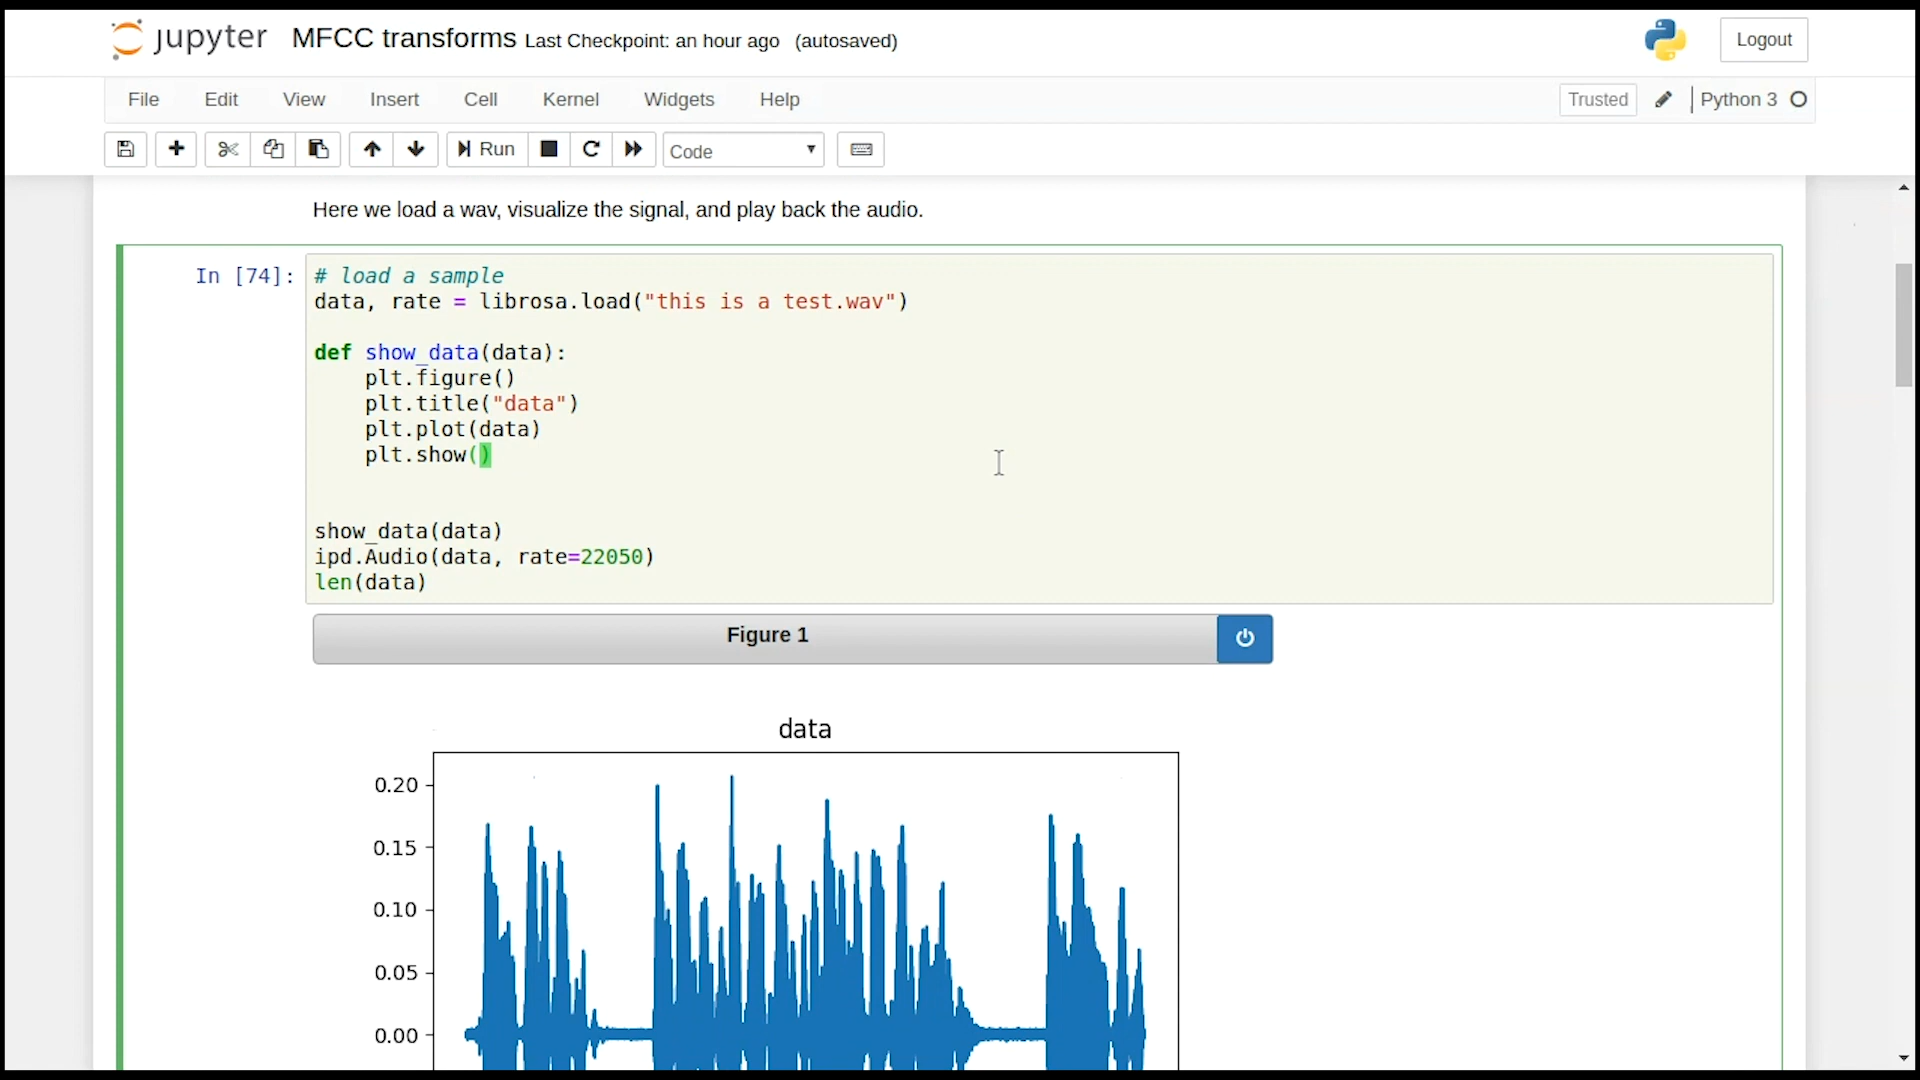 jupyter MFCC transforms Last Checkpoint: an hour ago (autosaved) Logout
File Edit View Insert Cell Kernel Widgets Help Trusted Python 3
Run Code
Here we load a wav, visualize the signal, and play back the audio.
In [74]: # load a sample
data, rate = librosa.load("this is a test.wav")
def show_data(data):
    plt.figure()
    plt.title("data")
    plt.plot(data)
    plt.show()
show_data(data)
ipd.Audio(data, rate=22050)
len(data)
Figure 1
data
0.20
0.15
0.10
0.05
0.00